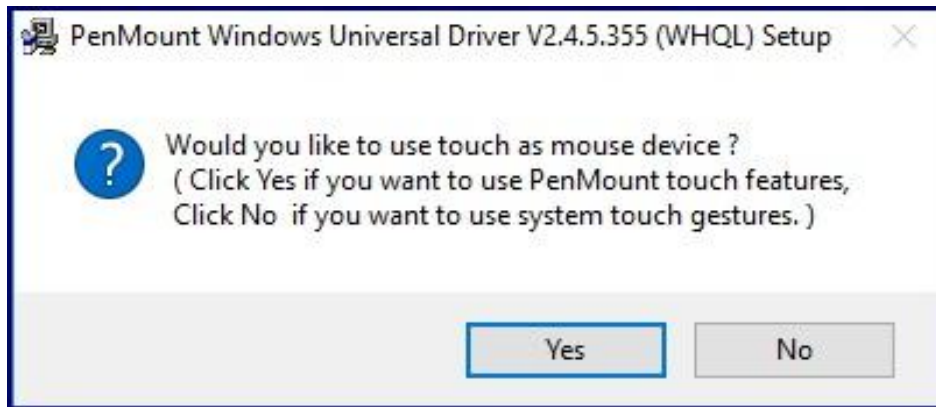 PenMount Windows Universal Driver V2.4.5.355 (WHQL) Setup
Would you like to use touch as mouse device ?
( Click Yes if you want to use PenMount touch features,
Click No  if you want to use system touch gestures. )
Yes
No